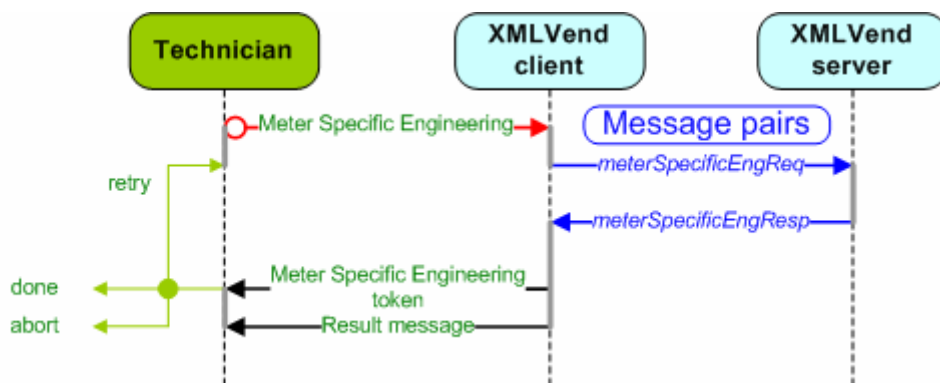 Technician
XMLVend
client
XMLVend
server
Meter Specific Engineering
Message pairs
meterSpecificEngReq
retry
meterSpecificEngResp
Meter Specific Engineering
token
done
abort
Result message